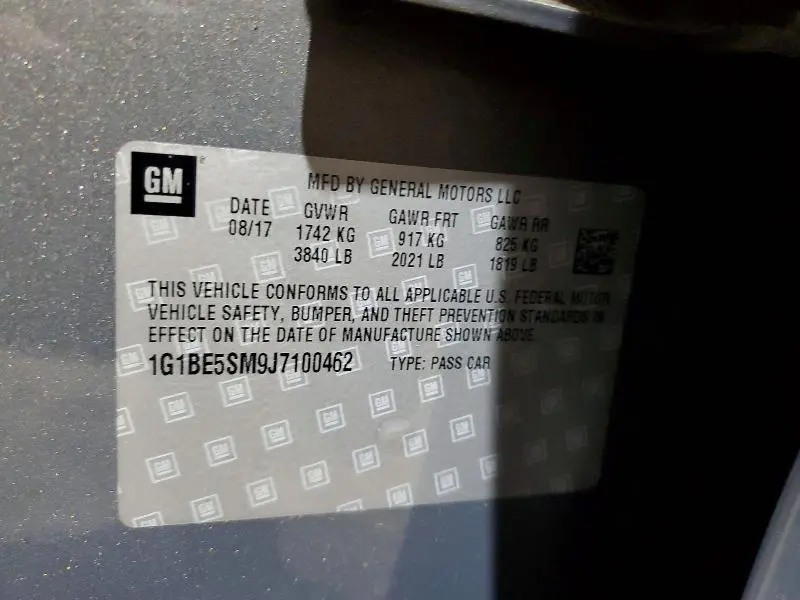 GM
MFD BY GENERAL MOTORS LLC
DATE GVWR GAWR FRT GAWR RR
08/17 1742 KG 917 KG 825 KG
3840 LB 2021 LB 1819 LB
THIS VEHICLE CONFORMS TO ALL APPLICABLE U.S. FEDERAL MOTOR
VEHICLE SAFETY, BUMPER, AND THEFT PREVENTION STANDARDS IN
EFFECT ON THE DATE OF MANUFACTURE SHOWN ABOVE.
1G1BE5SM9J7100462 TYPE: PASS CAR